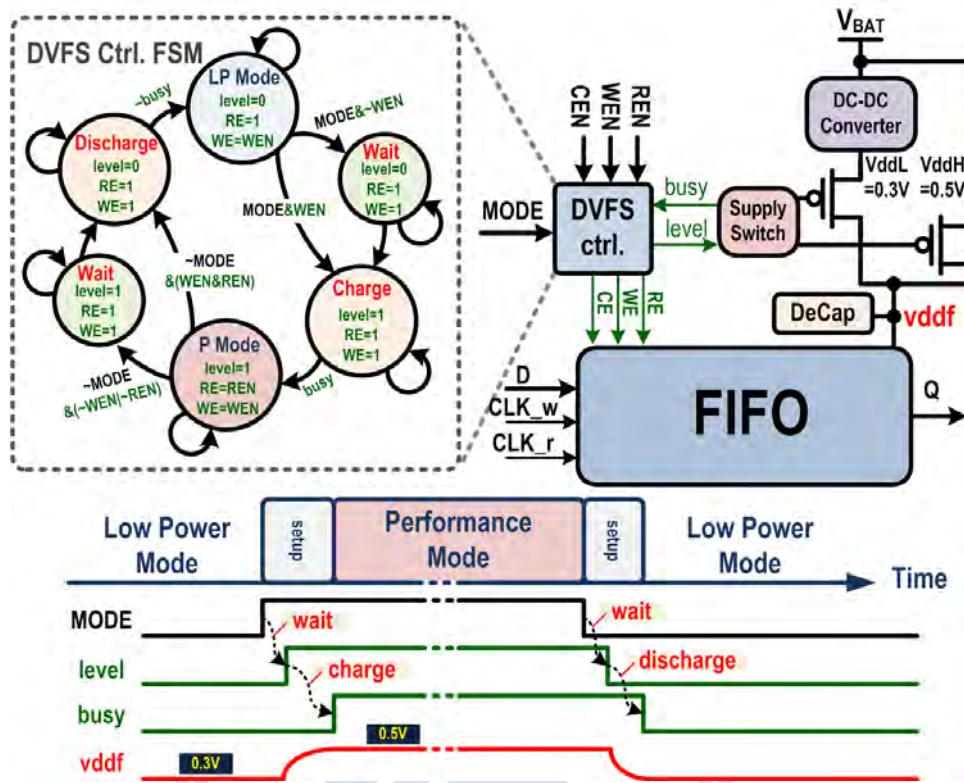 DVFS Ctrl. FSM
LP Mode
level=0
RE=1
WE=WEN
~busy
MODE&~WEN
Discharge
level=0
RE=1
WE=1
Wait
level=0
RE=1
WE=1
MODE&WEN
~MODE
&(WEN&REN)
Wait
level=1
RE=1
WE=1
Charge
level=1
RE=1
WE=1
P Mode
level=1
RE=REN
WE=WEN
busy
~MODE
&(~WEN|~REN)
VBAT
DC-DC
Converter
CEN
WEN
REN
VddL
=0.3V
VddH
=0.5V
MODE
DVFS
ctrl.
busy
level
Supply
Switch
CE
WE
RE
DeCap
vddf
D
CLK_w
CLK_r
FIFO
Q
Low Power
Mode
setup
Performance
Mode
setup
Low Power
Mode
Time
MODE
wait
wait
level
charge
discharge
busy
vddf
0.3V
0.5V